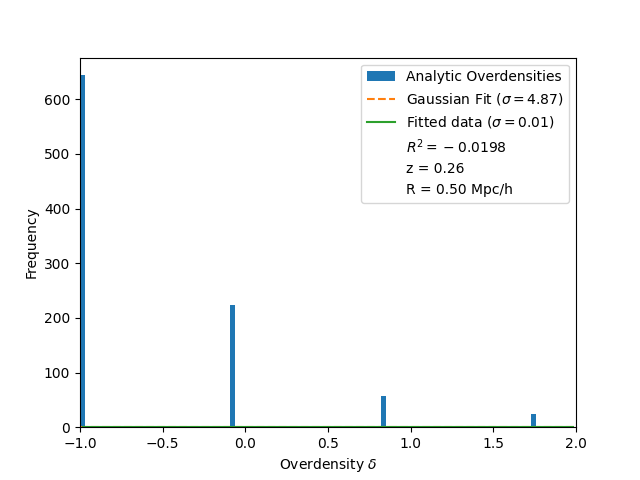 Analytic Overdensities
Gaussian Fit (σ = 4.87)
Fitted data (σ = 0.01)
R² = −0.0198
z = 0.26
R = 0.50 Mpc/h
600
500
400
300
200
100
0
Frequency
−1.0 −0.5 0.0 0.5 1.0 1.5 2.0
Overdensity δ